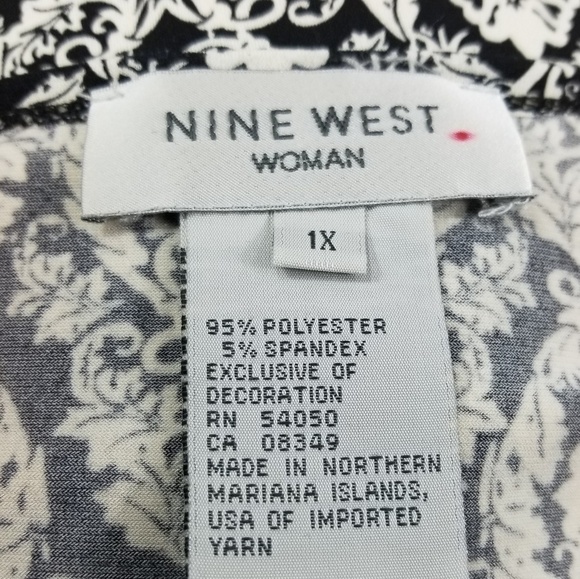 NINE WEST
WOMAN
1X
95% POLYESTER
5% SPANDEX
EXCLUSIVE OF
DECORATION
RN 54050
CA 08349
MADE IN NORTHERN
MARIANA ISLANDS,
USA OF IMPORTED
YARN